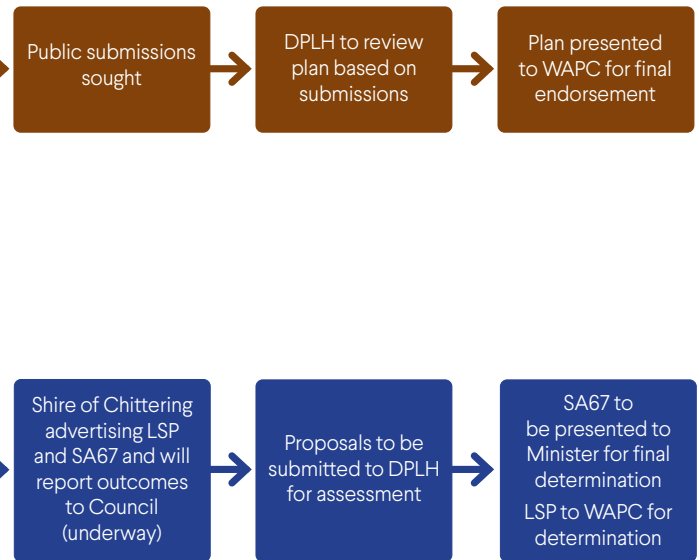 Public submissions
sought
DPLH to review
plan based on
submissions
Plan presented
to WAPC for final
endorsement
Shire of Chittering
advertising LSP
and SA67 and will
report outcomes
to Council
(underway)
Proposals to be
submitted to DPLH
for assessment
SA67 to
be presented to
Minister for final
determination
LSP to WAPC for
determination